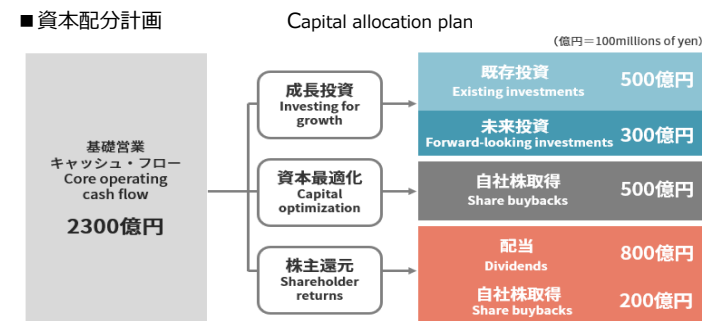 ■資本配分計画 Capital allocation plan
(億円=100millions of yen)
基礎営業
キャッシュ・フロー
Core operating
cash flow
2300億円
成長投資
Investing for
growth
既存投資 500億円
Existing investments
未来投資 300億円
Forward-looking investments
資本最適化
Capital
optimization
自社株取得 500億円
Share buybacks
株主還元
Shareholder
returns
配当 800億円
Dividends
自社株取得 200億円
Share buybacks